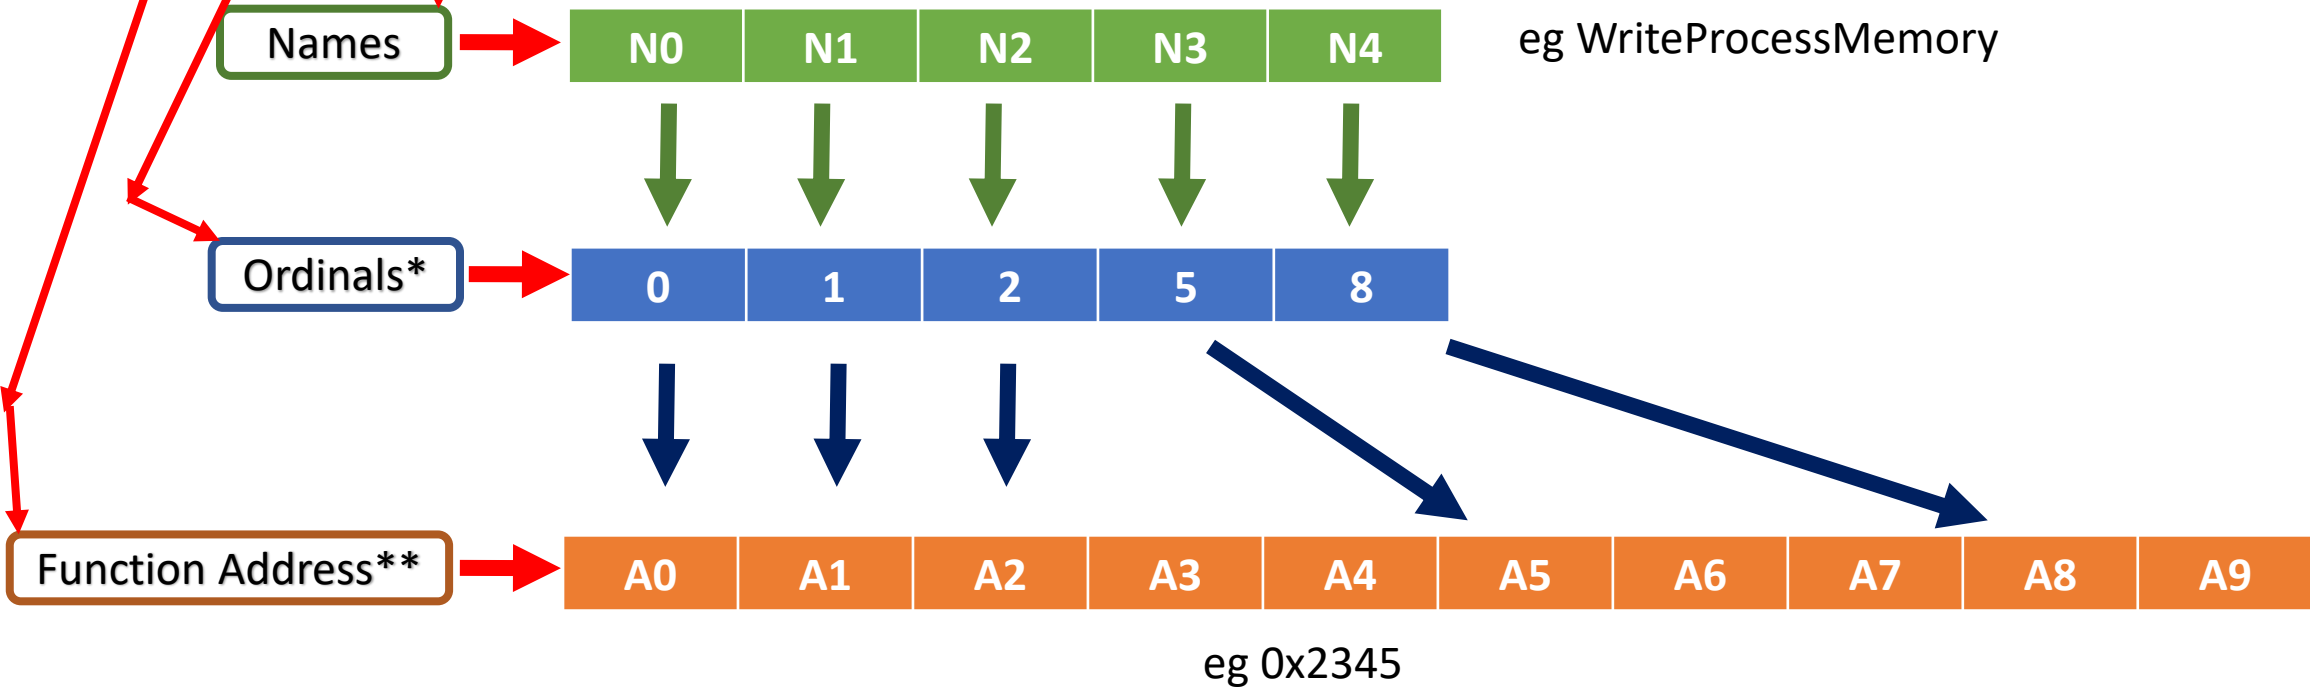 Names N0 N1 N2 N3 N4 eg WriteProcessMemory
Ordinals* 0 1 2 5 8
Function Address** A0 A1 A2 A3 A4 A5 A6 A7 A8 A9
eg 0x2345